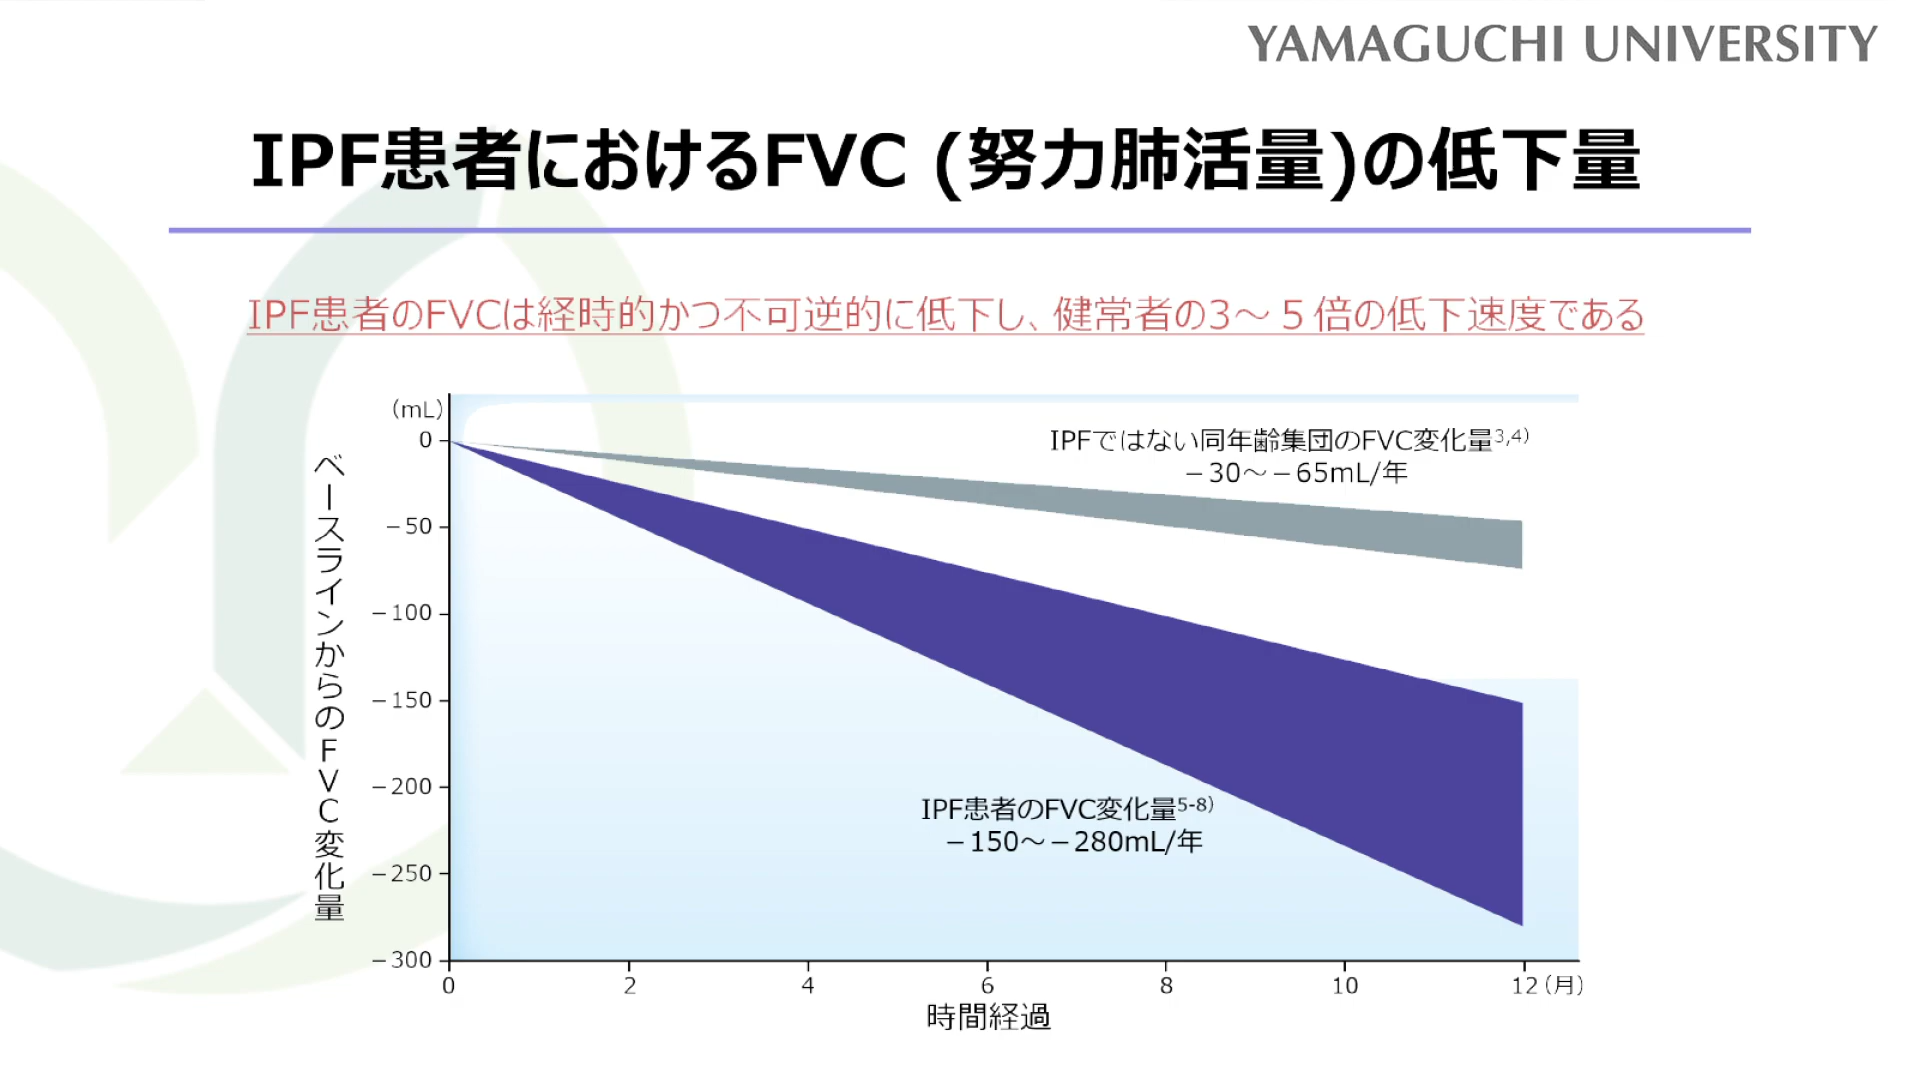 YAMAGUCHI UNIVERSITY
IPF患者におけるFVC (努力肺活量)の低下量
IPF患者のFVCは経時的かつ不可逆的に低下し、健常者の3～５倍の低下速度である
(mL)
0
－50
－100
－150
－200
－250
－300
ベースラインからのFVC変化量
IPFではない同年齢集団のFVC変化量3,4)
－30～－65mL/年
IPF患者のFVC変化量5-8)
－150～－280mL/年
0 2 4 6 8 10 12（月）
時間経過